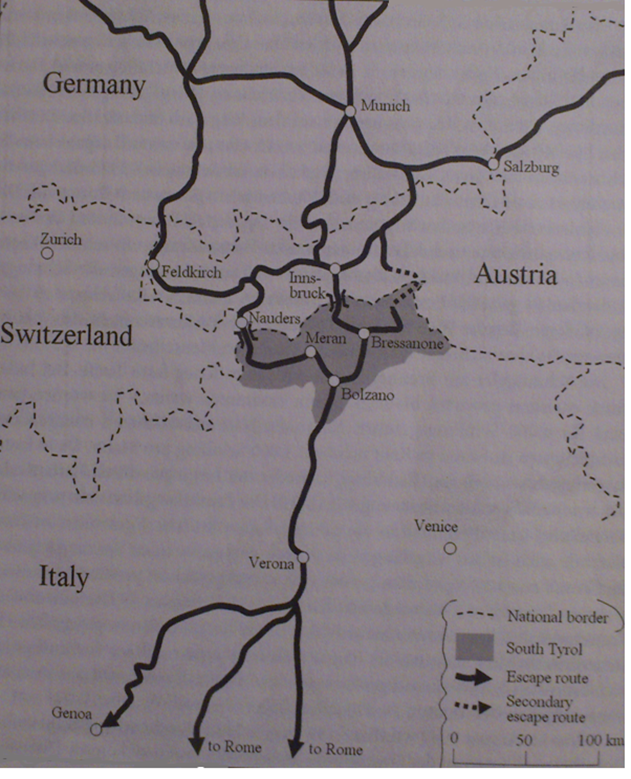 Germany
Munich
Salzburg
Zurich
Feldkirch
Inns-
bruck
Austria
Switzerland
Nauders
Meran
Bressanone
Bolzano
Venice
Verona
Italy
National border
South Tyrol
Escape route
Secondary
escape route
Genoa
to Rome
to Rome
0 50 100 km